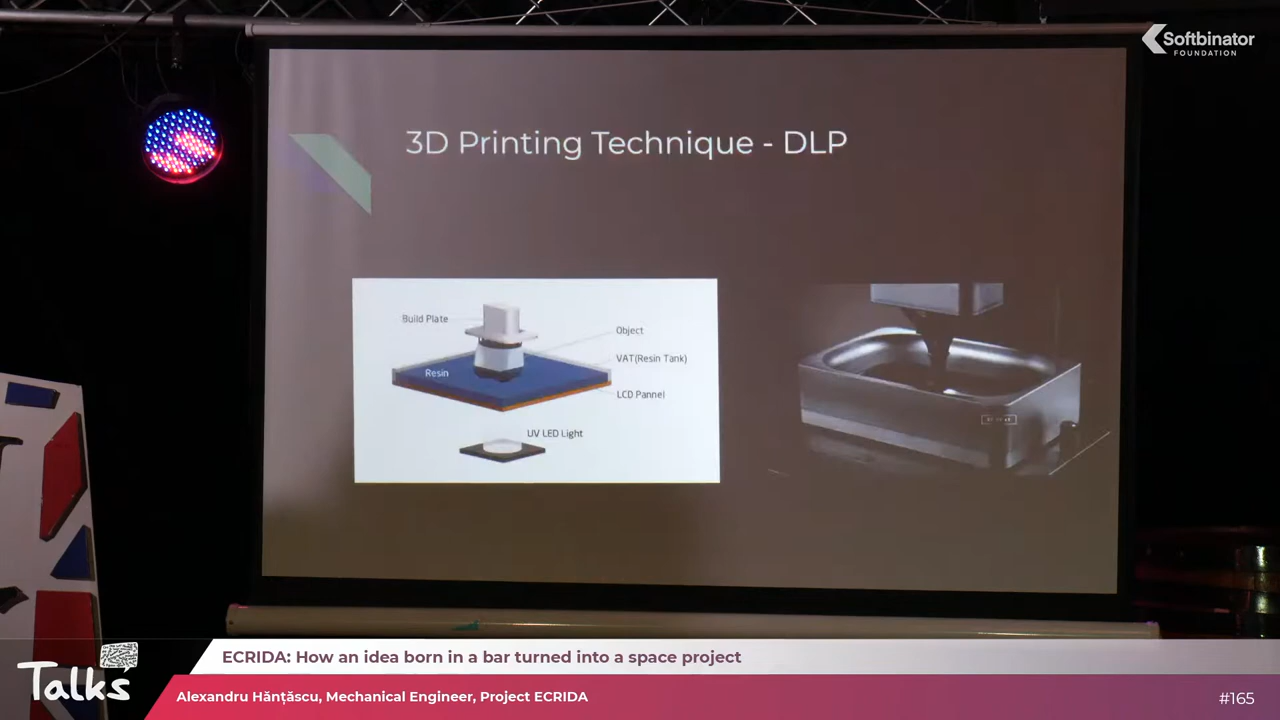 Softbinator
FOUNDATION
3D Printing Technique - DLP
Build Plate
Object
VAT(Resin Tank)
Resin
LCD Pannel
UV LED Light
Talks
ECRIDA: How an idea born in a bar turned into a space project
Alexandru Hănțăscu, Mechanical Engineer, Project ECRIDA
#165